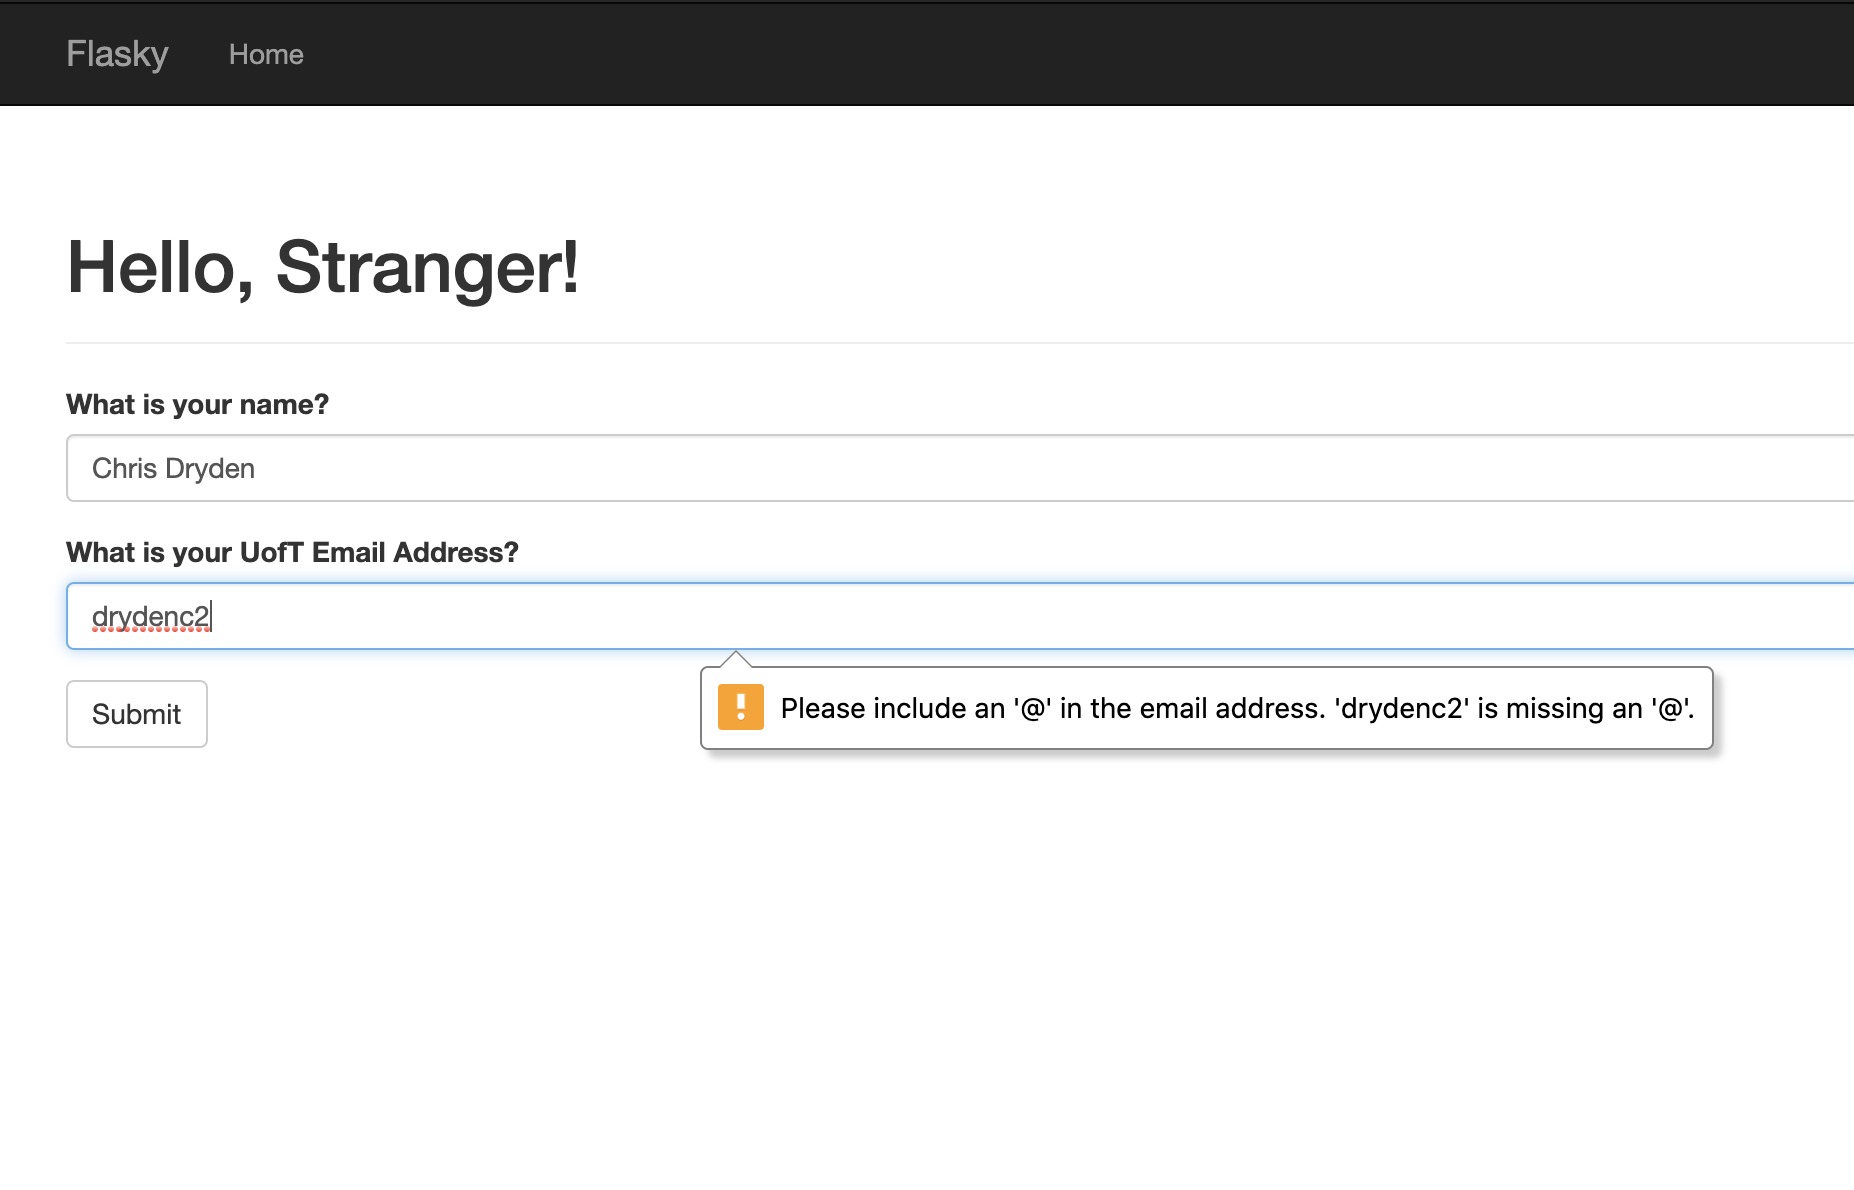 Flasky Home
Hello, Stranger!
What is your name?
Chris Dryden
What is your UofT Email Address?
drydenc2
Submit
Please include an '@' in the email address. 'drydenc2' is missing an '@'.